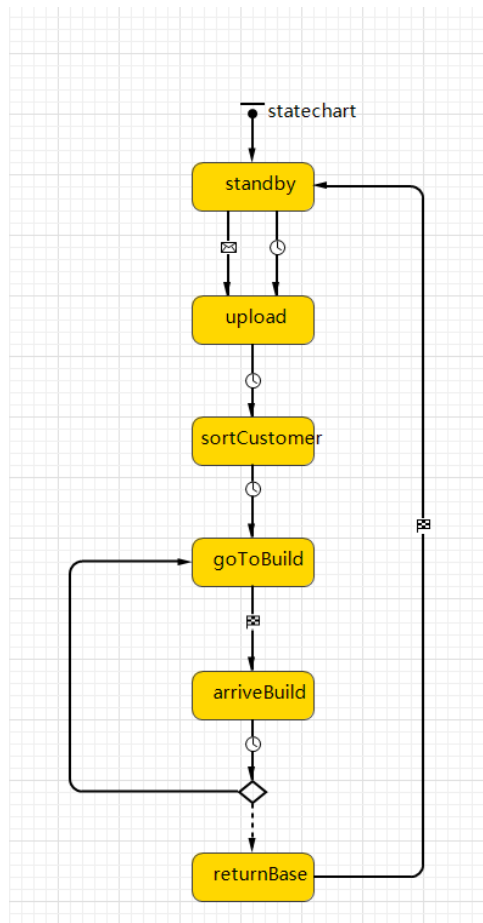 statechart
standby
upload
sortCustomer
goToBuild
arriveBuild
returnBase